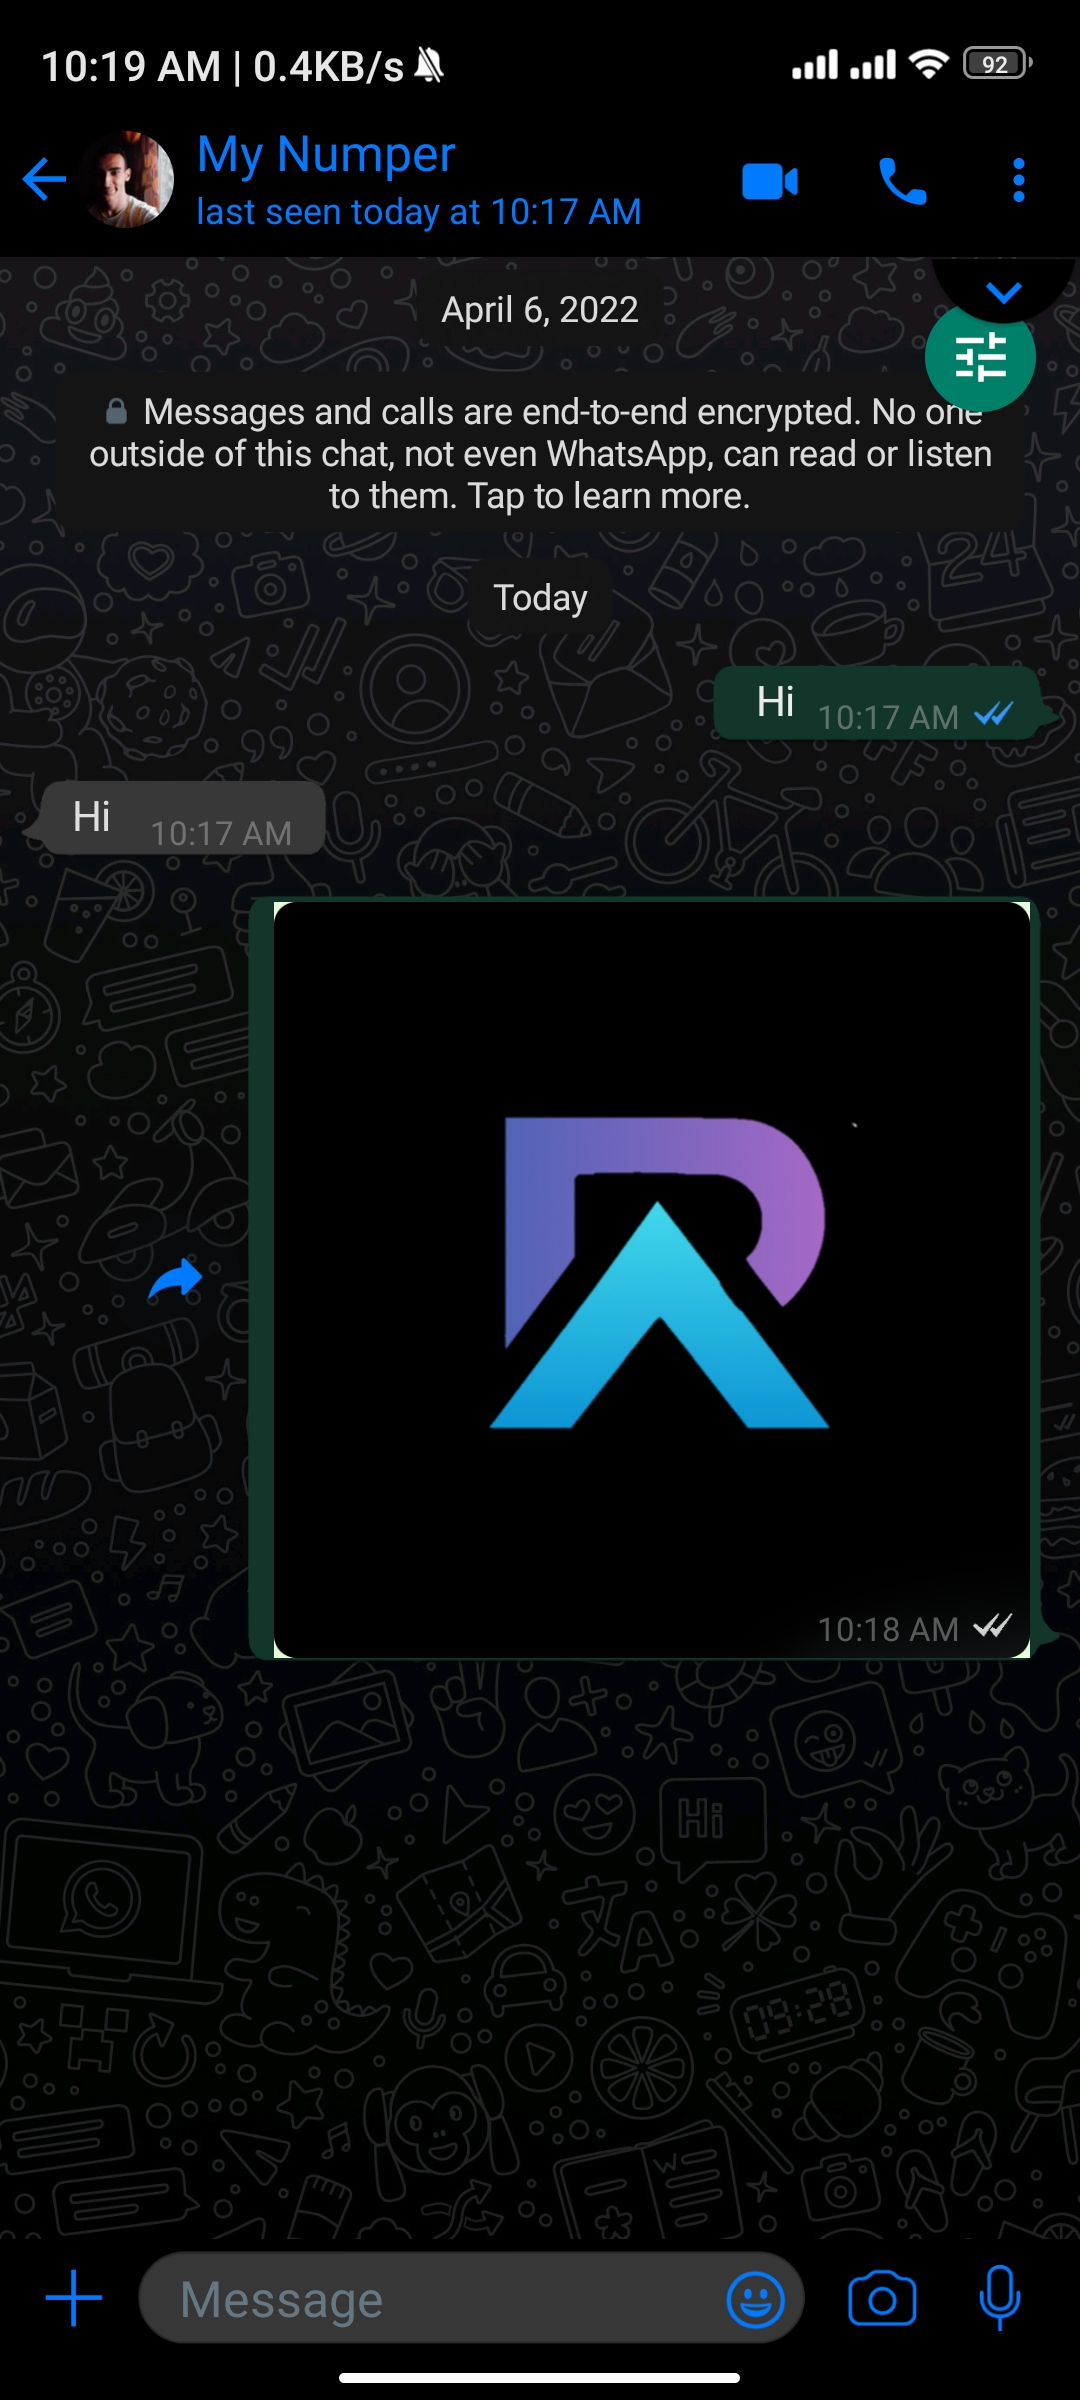 10:19 AM | 0.4KB/s
92
My Numper
last seen today at 10:17 AM
April 6, 2022
Messages and calls are end-to-end encrypted. No one
outside of this chat, not even WhatsApp, can read or listen
to them. Tap to learn more.
Today
Hi 10:17 AM
Hi 10:17 AM
10:18 AM
Message